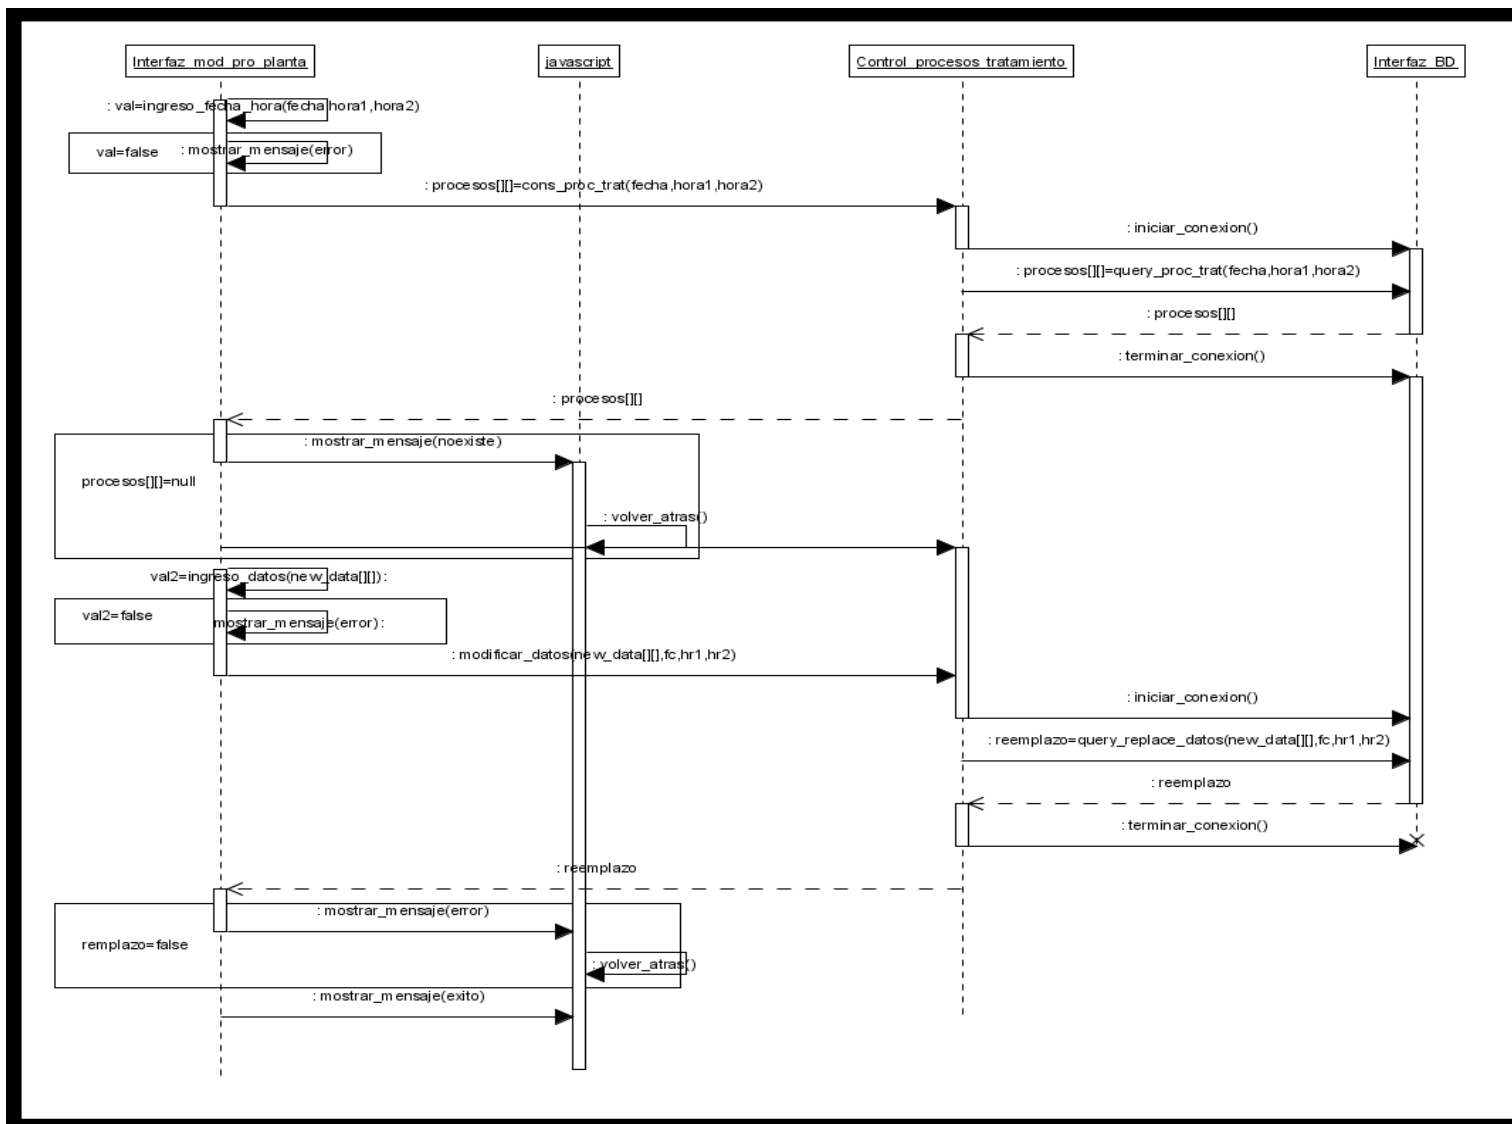 Interfaz_mod_pro_planta
javascript
Control_procesos_tratamiento
Interfaz_BD
: val=ingreso_fecha_hora(fecha,hora1,hora2)
val=false
: mostrar_mensaje(error)
: procesos[][]=cons_proc_trat(fecha,hora1,hora2)
: iniciar_conexion()
: procesos[][]=query_proc_trat(fecha,hora1,hora2)
: procesos[][]
: terminar_conexion()
: procesos[][]
: mostrar_mensaje(noexiste)
procesos[][]=null
: volver_atras()
val2=ingreso_datos(new_data[][]):
val2=false
mostrar_mensaje(error):
: modificar_datos(new_data[][],fc,hr1,hr2)
: iniciar_conexion()
: reemplazo=query_replace_datos(new_data[][],fc,hr1,hr2)
: reemplazo
: terminar_conexion()
: reemplazo
: mostrar_mensaje(error)
remplazo=false
: volver_atras()
: mostrar_mensaje(exito)